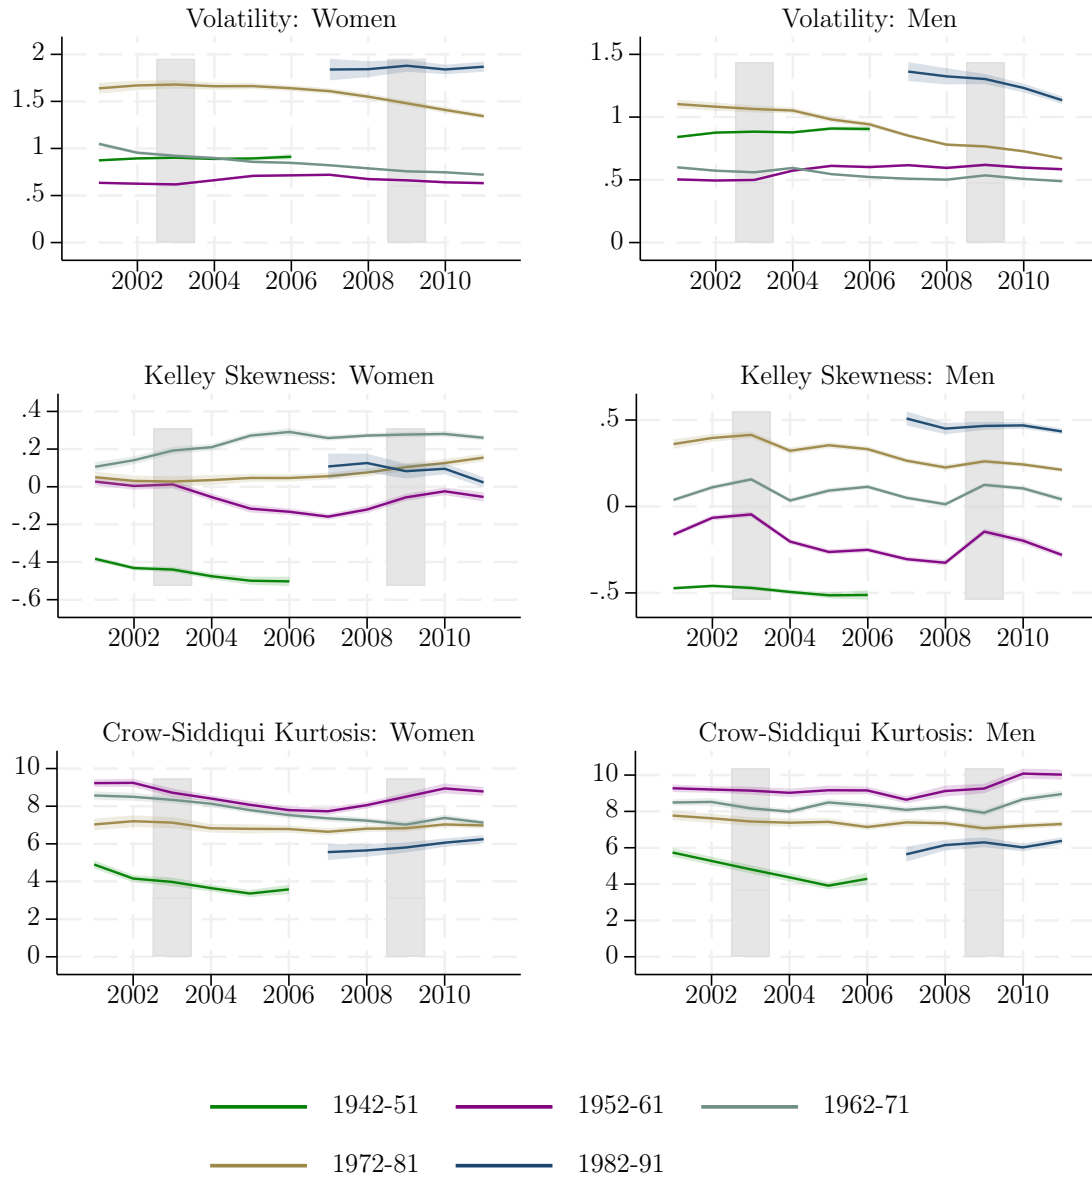 Volatility: Women
2
1.5
1
.5
0
2002 2004 2006 2008 2010
Volatility: Men
1.5
1
.5
0
2002 2004 2006 2008 2010
Kelley Skewness: Women
.4
.2
0
-.2
-.4
-.6
2002 2004 2006 2008 2010
Kelley Skewness: Men
.5
0
-.5
2002 2004 2006 2008 2010
Crow-Siddiqui Kurtosis: Women
10
8
6
4
2
0
2002 2004 2006 2008 2010
Crow-Siddiqui Kurtosis: Men
10
8
6
4
2
0
2002 2004 2006 2008 2010
1942-51 1952-61 1962-71
1972-81 1982-91